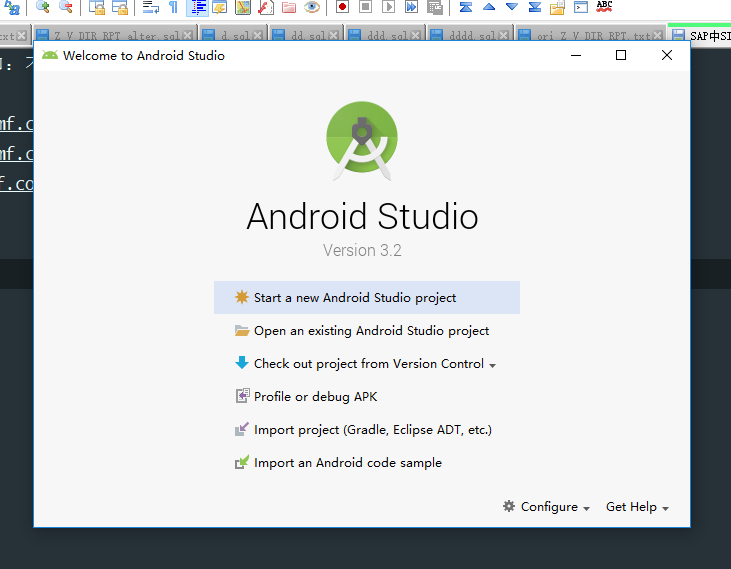 ABC
txt
Z_V_DIR_RPT_alter.sql
d.sql
dd.sql
ddd.sql
dddd.sql
ori_Z_V_DIR_RPT.txt
SAP中SI
Welcome to Android Studio
mf.c
mf.c
f.co
Android Studio
Version 3.2
Start a new Android Studio project
Open an existing Android Studio project
Check out project from Version Control
Profile or debug APK
Import project (Gradle, Eclipse ADT, etc.)
Import an Android code sample
Configure
Get Help